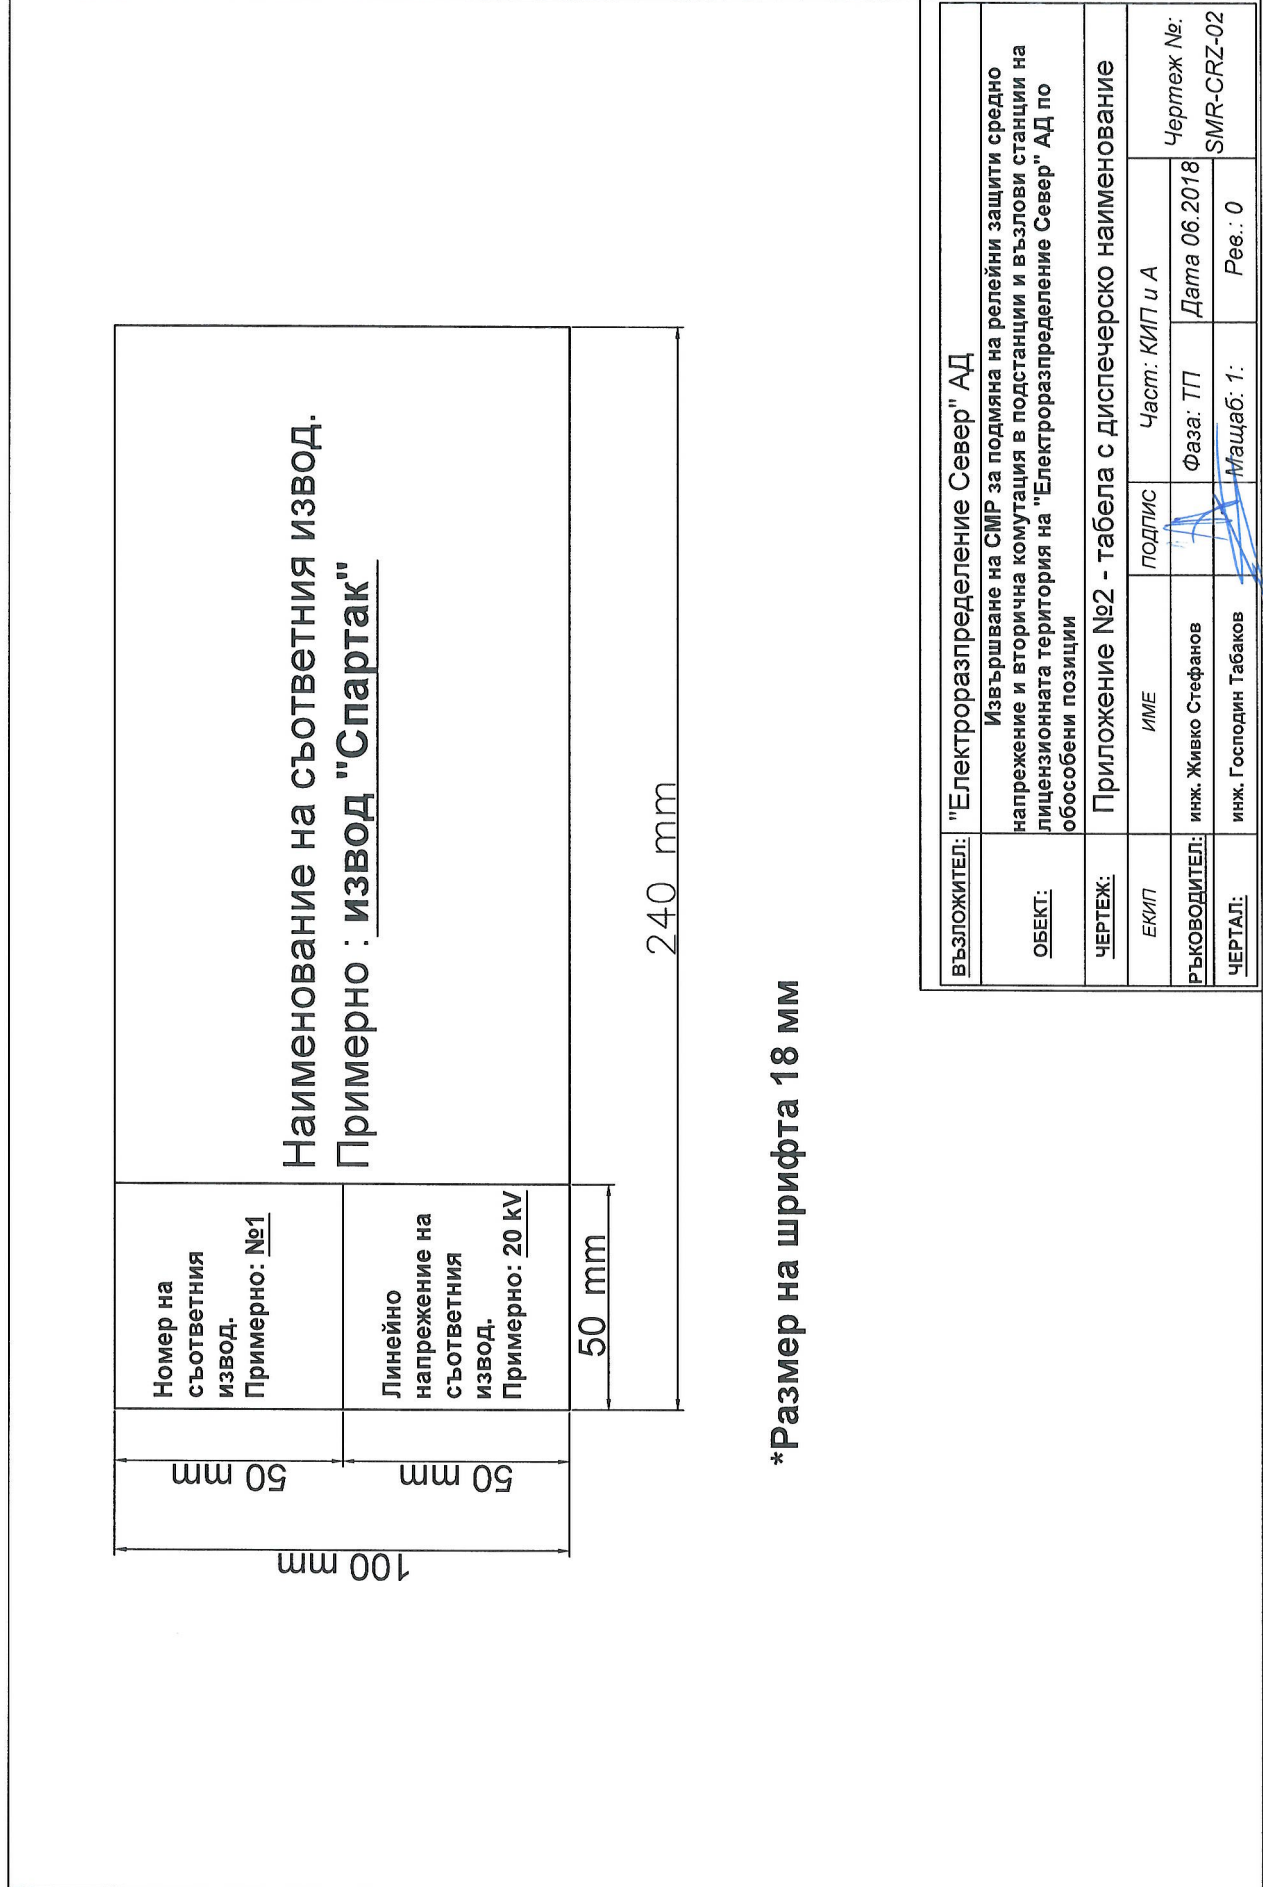 Номер на
съответния
извод.
Примерно: №1
Линейно
напрежение на
съответния
извод.
Примерно: 20 kV
Наименование на съответния извод.
Примерно : извод "Спартак"
50 mm
50 mm
100 mm
50 mm
240 mm
*Размер на шрифта 18 мм
ВЪЗЛОЖИТЕЛ: "Електроразпределение Север" АД
ОБЕКТ: Извършване на СМР за подмяна на релейни защити средно
напрежение и вторична комутация в подстанции и възлови станции на
лицензионната територия на "Електроразпределение Север" АД по
обособени позиции
ЧЕРТЕЖ: Приложение №2 - табела с диспечерско наименование
ЕКИП ИМЕ ПОДПИС Част: КИП и А Чертеж №:
SMR-CRZ-02
РЪКОВОДИТЕЛ: инж. Живко Стефанов Фаза: ТП Дата 06.2018
ЧЕРТАЛ: инж. Господин Табаков Мащаб: 1: Рев.: 0